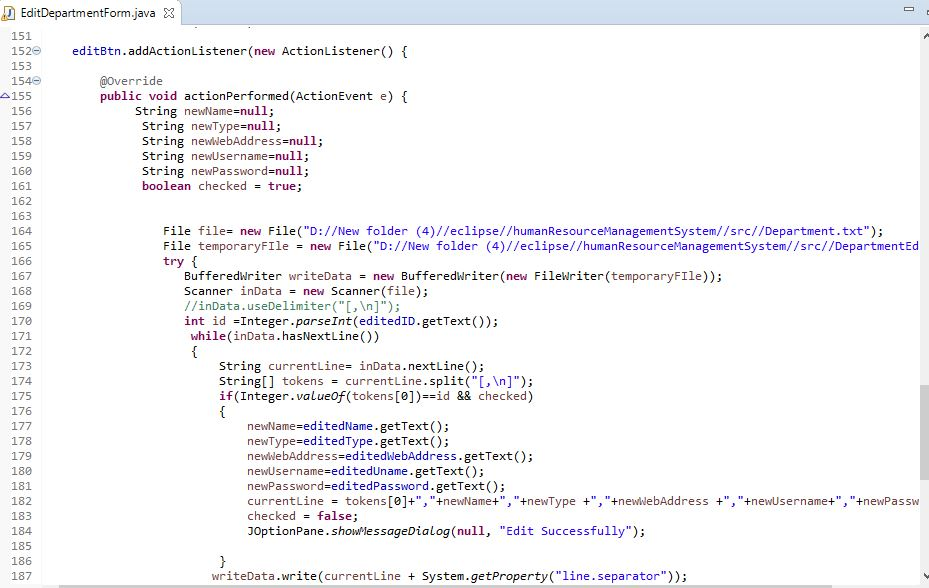 EditDepartmentForm.java
151
152 editBtn.addActionListener(new ActionListener() {
153
154 @Override
155 public void actionPerformed(ActionEvent e) {
156 String newName=null;
157 String newType=null;
158 String newWebAddress=null;
159 String newUsername=null;
160 String newPassword=null;
161 boolean checked = true;
162
163
164 File file= new File("D://New folder (4)//eclipse//humanResourceManagementSystem//src//Department.txt");
165 File temporaryFIle = new File("D://New folder (4)//eclipse//humanResourceManagementSystem//src//DepartmentEd
166 try {
167 BufferedWriter writeData = new BufferedWriter(new FileWriter(temporaryFIle));
168 Scanner inData = new Scanner(file);
169 //inData.useDelimiter("[,\n]");
170 int id =Integer.parseInt(editedID.getText());
171 while(inData.hasNextLine())
172 {
173 String currentLine= inData.nextLine();
174 String[] tokens = currentLine.split("[,\n]");
175 if(Integer.valueOf(tokens[0])==id && checked)
176 {
177 newName=editedName.getText();
178 newType=editedType.getText();
179 newWebAddress=editedWebAddress.getText();
180 newUsername=editedUname.getText();
181 newPassword=editedPassword.getText();
182 currentLine = tokens[0]+","+newName+","+newType +","+newWebAddress +","+newUsername+","+newPassw
183 checked = false;
184 JOptionPane.showMessageDialog(null, "Edit Successfully");
185
186 }
187 writeData.write(currentLine + System.getProperty("line.separator"));